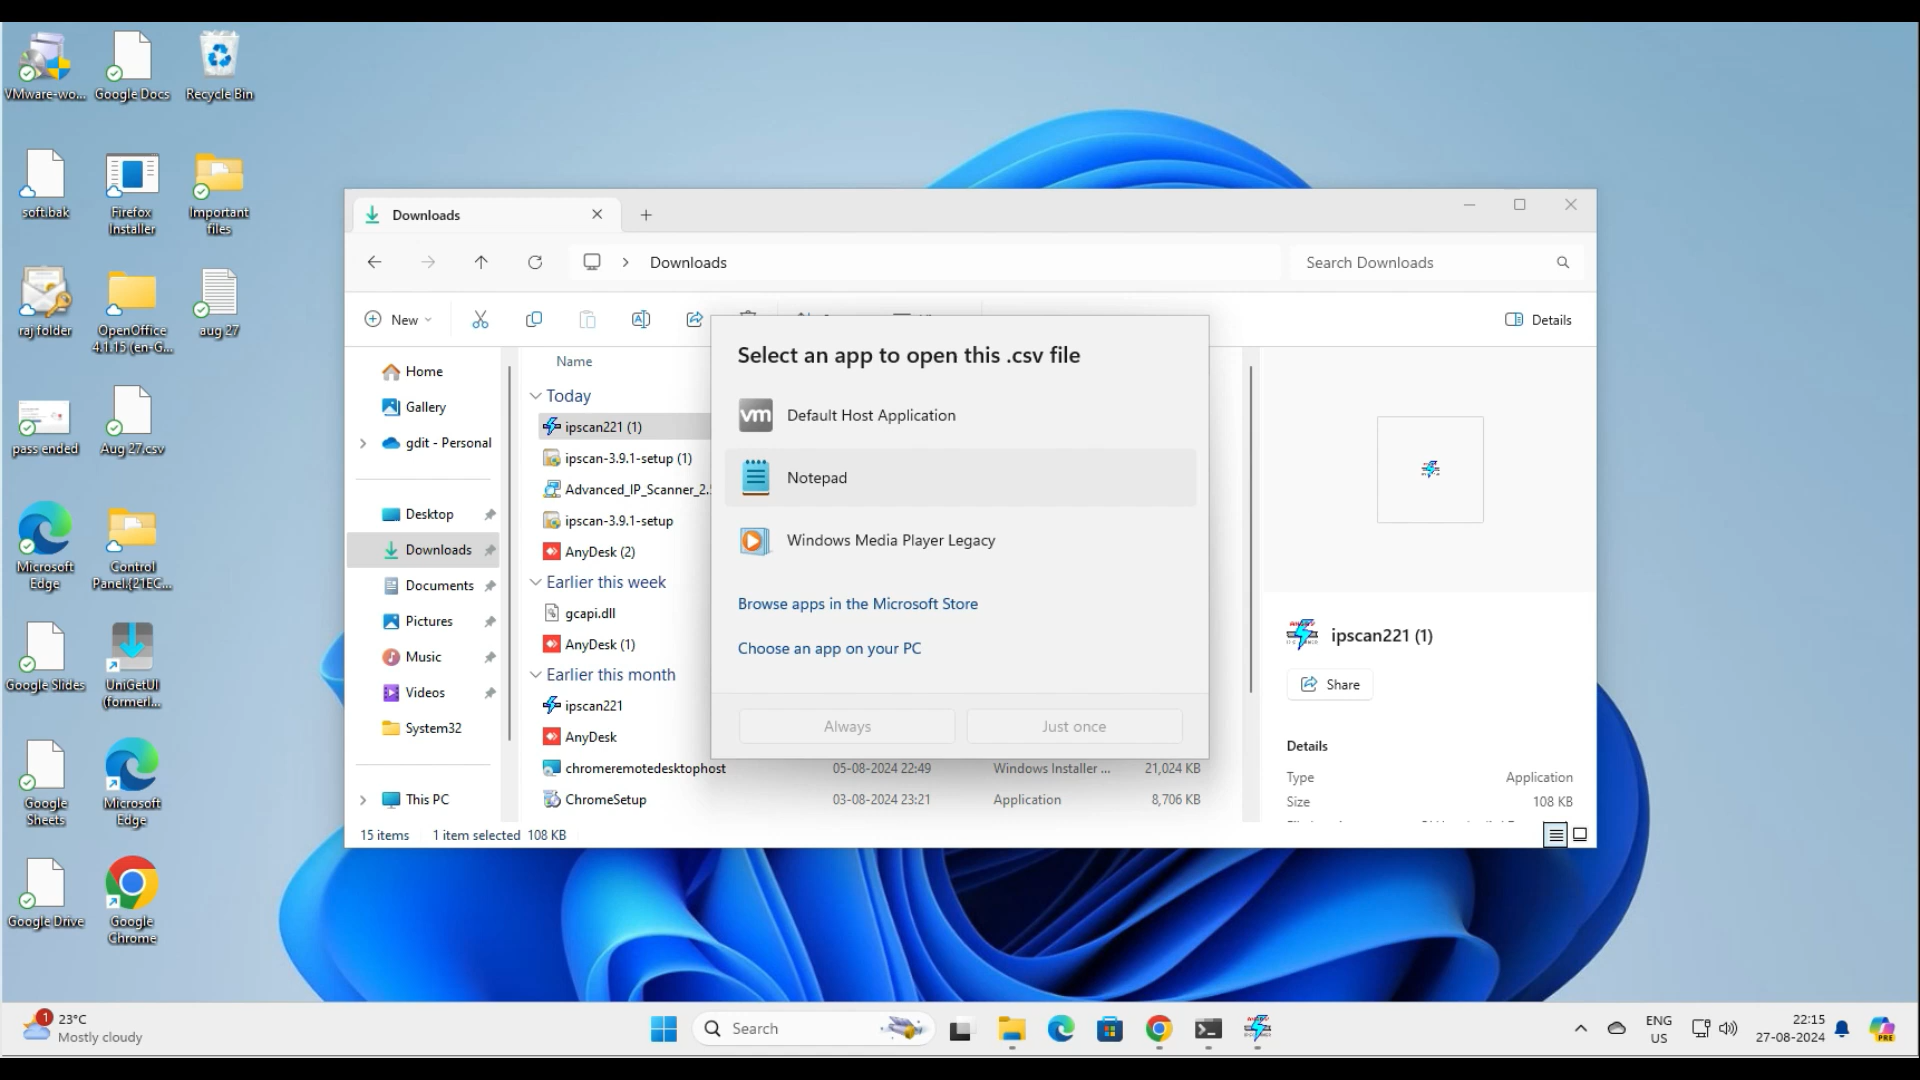 VMware-wo...
Google Docs
Recycle Bin
softibak
Firefox
Installer
Important
files
raj folder
OpenOffice
4.1.15 (en-G...
aug 27
pass ended
Aug 27.csv
Microsoft
Edge
Control
Panel.{21EC...
Google Slides
UniGetUI
(formerl...
Google
Sheets
Microsoft
Edge
Google Drive
Google
Chrome
Downloads
Downloads
Search Downloads
New
Details
Home
Gallery
gdit - Personal
Desktop
Downloads
Documents
Pictures
Music
Videos
System32
This PC
Name
Today
ipscan221 (1)
ipscan-3.9.1-setup (1)
Advanced_IP_Scanner_2.5
ipscan-3.9.1-setup
AnyDesk (2)
Earlier this week
gcapi.dll
AnyDesk (1)
Earlier this month
ipscan221
AnyDesk
chromeremotedesktophost 05-08-2024 22:49 Windows Installer ... 21,024 KB
ChromeSetup 03-08-2024 23:21 Application 8,706 KB
15 items 1 item selected 108 KB
Select an app to open this .csv file
vm Default Host Application
Notepad
Windows Media Player Legacy
Browse apps in the Microsoft Store
Choose an app on your PC
Always Just once
ipscan221 (1)
Share
Details
Type Application
Size 108 KB
1
23°C
Mostly cloudy
Search
ENG
US
22:15
27-08-2024
PRE